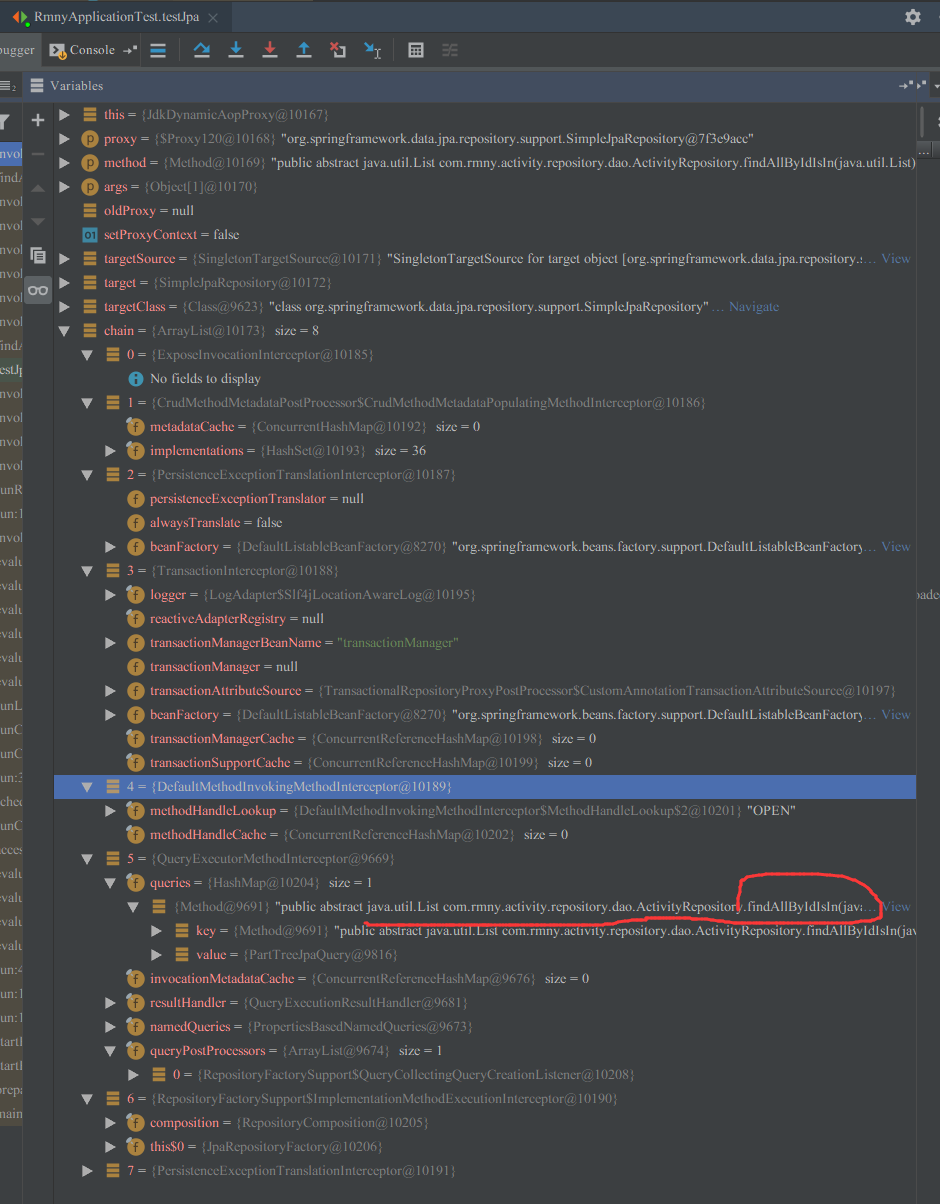 RmnyApplicationTest.testJpa
bugger Console
Variables
this = {JdkDynamicAopProxy@10167}
proxy = {$Proxy120@10168} "org.springframework.data.jpa.repository.support.SimpleJpaRepository@7f3c9acc"
method = {Method@10169} "public abstract java.util.List com.rmny.activity.repository.dao.ActivityRepository.findAllByIdIsIn(java.util.List)
args = {Object[1]@10170}
oldProxy = null
setProxyContext = false
targetSource = {SingletonTargetSource@10171} "SingletonTargetSource for target object [org.springframework.data.jpa.repository.s... View
target = {SimpleJpaRepository@10172}
targetClass = {Class@9623} "class org.springframework.data.jpa.repository.support.SimpleJpaRepository" ... Navigate
chain = {ArrayList@10173} size = 8
0 = {ExposeInvocationInterceptor@10185}
No fields to display
1 = {CrudMethodMetadataPostProcessor$CrudMethodMetadataPopulatingMethodInterceptor@10186}
metadataCache = {ConcurrentHashMap@10192} size = 0
implementations = {HashSet@10193} size = 36
2 = {PersistenceExceptionTranslationInterceptor@10187}
persistenceExceptionTranslator = null
alwaysTranslate = false
beanFactory = {DefaultListableBeanFactory@8270} "org.springframework.beans.factory.support.DefaultListableBeanFactory... View
3 = {TransactionInterceptor@10188}
logger = {LogAdapter$Slf4jLocationAwareLog@10195}
reactiveAdapterRegistry = null
transactionManagerBeanName = "transactionManager"
transactionManager = null
transactionAttributeSource = {TransactionalRepositoryProxyPostProcessor$CustomAnnotationTransactionAttributeSource@10197}
beanFactory = {DefaultListableBeanFactory@8270} "org.springframework.beans.factory.support.DefaultListableBeanFactory... View
transactionManagerCache = {ConcurrentReferenceHashMap@10198} size = 0
transactionSupportCache = {ConcurrentReferenceHashMap@10199} size = 0
4 = {DefaultMethodInvokingMethodInterceptor@10189}
methodHandleLookup = {DefaultMethodInvokingMethodInterceptor$MethodHandleLookup$2@10201} "OPEN"
methodHandleCache = {ConcurrentReferenceHashMap@10202} size = 0
5 = {QueryExecutorMethodInterceptor@9669}
queries = {HashMap@10204} size = 1
{Method@9691} "public abstract java.util.List com.rmny.activity.repository.dao.ActivityRepository.findAllByIdIsIn(java... View
key = {Method@9691} "public abstract java.util.List com.rmny.activity.repository.dao.ActivityRepository.findAllByIdIsIn(jav
value = {PartTreeJpaQuery@9816}
invocationMetadataCache = {ConcurrentReferenceHashMap@9676} size = 0
resultHandler = {QueryExecutionResultHandler@9681}
namedQueries = {PropertiesBasedNamedQueries@9673}
queryPostProcessors = {ArrayList@9674} size = 1
0 = {RepositoryFactorySupport$QueryCollectingQueryCreationListener@10208}
6 = {RepositoryFactorySupport$ImplementationMethodExecutionInterceptor@10190}
composition = {RepositoryComposition@10205}
this$0 = {JpaRepositoryFactory@10206}
7 = {PersistenceExceptionTranslationInterceptor@10191}